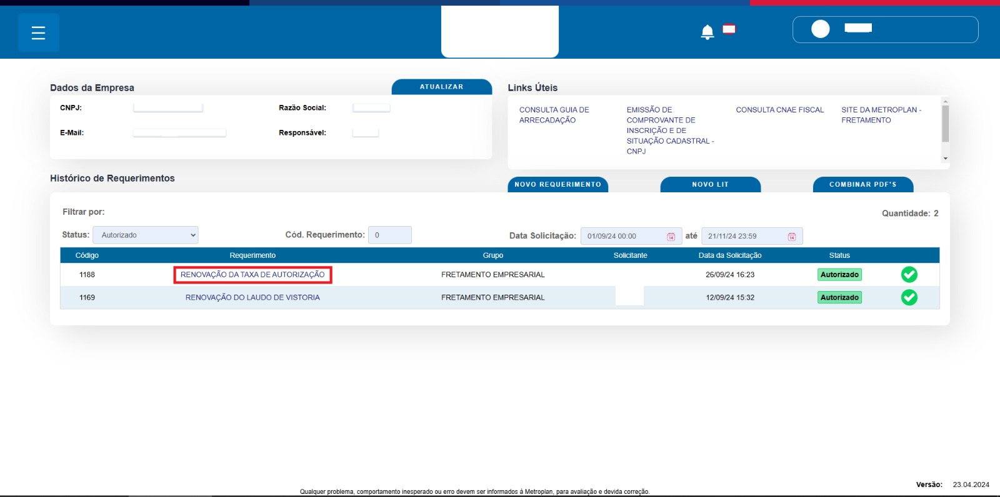 Dados da Empresa
ATUALIZAR
CNPJ:
Razão Social:
E-Mail:
Responsável:
Links Úteis
CONSULTA GUIA DE
ARRECADAÇÃO
EMISSÃO DE
COMPROVANTE DE
INSCRIÇÃO E DE
SITUAÇÃO CADASTRAL -
CNPJ
CONSULTA CNAE FISCAL
SITE DA METROPLAN -
FRETAMENTO
Histórico de Requerimentos
NOVO REQUERIMENTO
NOVO LIT
COMBINAR PDF'S
Filtrar por:
Quantidade: 2
Status: Autorizado
Cód. Requerimento: 0
Data Solicitação: 01/09/24 00:00 até 21/11/24 23:59
Código Requerimento Grupo Solicitante Data da Solicitação Status
1188 RENOVAÇÃO DA TAXA DE AUTORIZAÇÃO FRETAMENTO EMPRESARIAL 26/09/24 16:23 Autorizado
1169 RENOVAÇÃO DO LAUDO DE VISTORIA FRETAMENTO EMPRESARIAL 12/09/24 15:32 Autorizado
Versão: 23.04.2024
Qualquer problema, comportamento inesperado ou erro devem ser informados á Metroplan, para avaliação e devida correção.